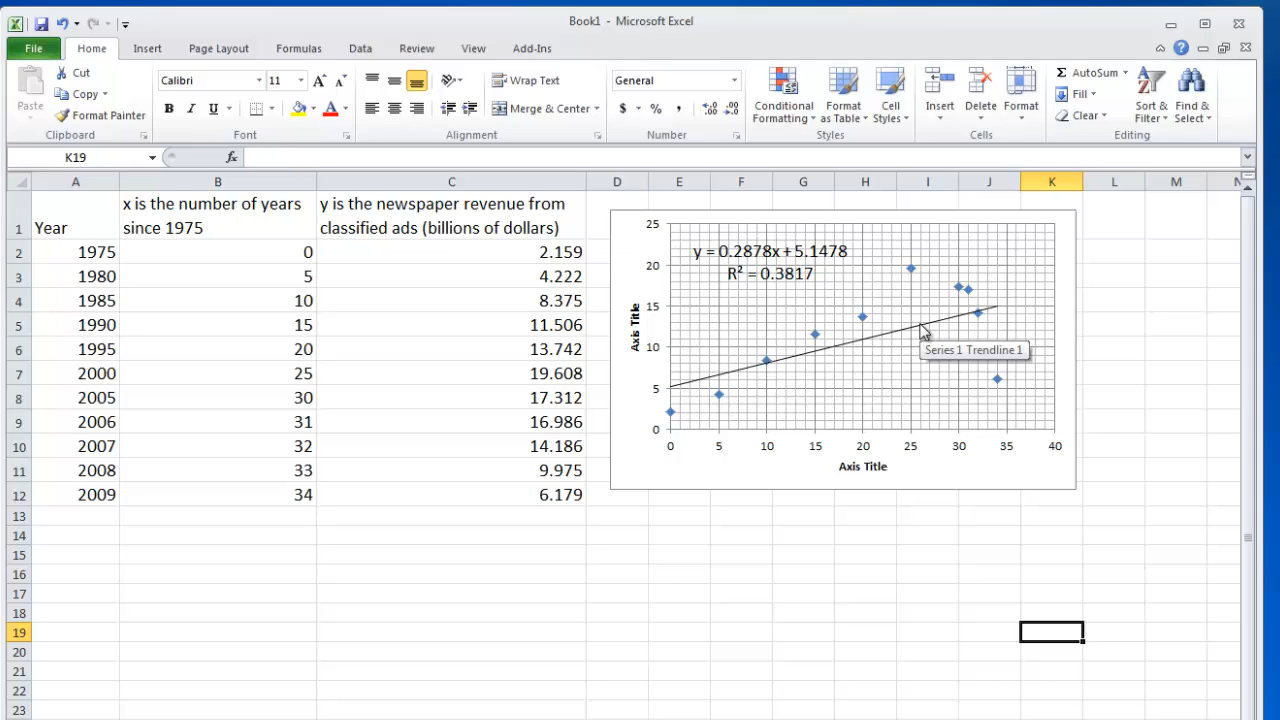 Book1 - Microsoft Excel
File Home Insert Page Layout Formulas Data Review View Add-Ins
Paste
Cut
Copy
Format Painter
Clipboard
Calibri 11
B I U
Font
Wrap Text
Merge & Center
Alignment
General
$ % ,
Number
Conditional Formatting
Format as Table
Cell Styles
Styles
Insert Delete Format
Cells
Σ AutoSum
Fill
Clear
Sort & Filter
Find & Select
Editing
K19
fx
A B C D E F G H I J K L M N
1 Year x is the number of years since 1975 y is the newspaper revenue from classified ads (billions of dollars)
2 1975 0 2.159
3 1980 5 4.222
4 1985 10 8.375
5 1990 15 11.506
6 1995 20 13.742
7 2000 25 19.608
8 2005 30 17.312
9 2006 31 16.986
10 2007 32 14.186
11 2008 33 9.975
12 2009 34 6.179
13
14
15
16
17
18
19
20
21
22
23
y = 0.2878x + 5.1478
R² = 0.3817
25
20
15
10
5
0
Axis Title
Series 1 Trendline 1
0 5 10 15 20 25 30 35 40
Axis Title